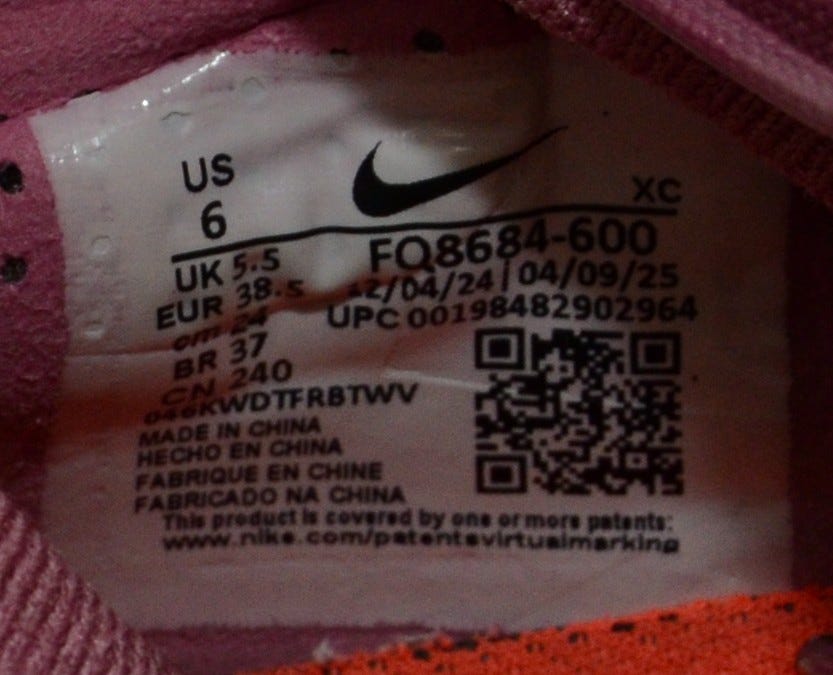 US
6
XC
FQ8684-600
UK 5.5
12/04/24 | 04/09/25
EUR 38.5
UPC 00198482902964
cm 24
BR 37
CN 240
046KWDTFRBTWV
MADE IN CHINA
HECHO EN CHINA
FABRIQUE EN CHINE
FABRICADO NA CHINA
This product is covered by one or more patents:
www.nike.com/patentsvirtualmarking